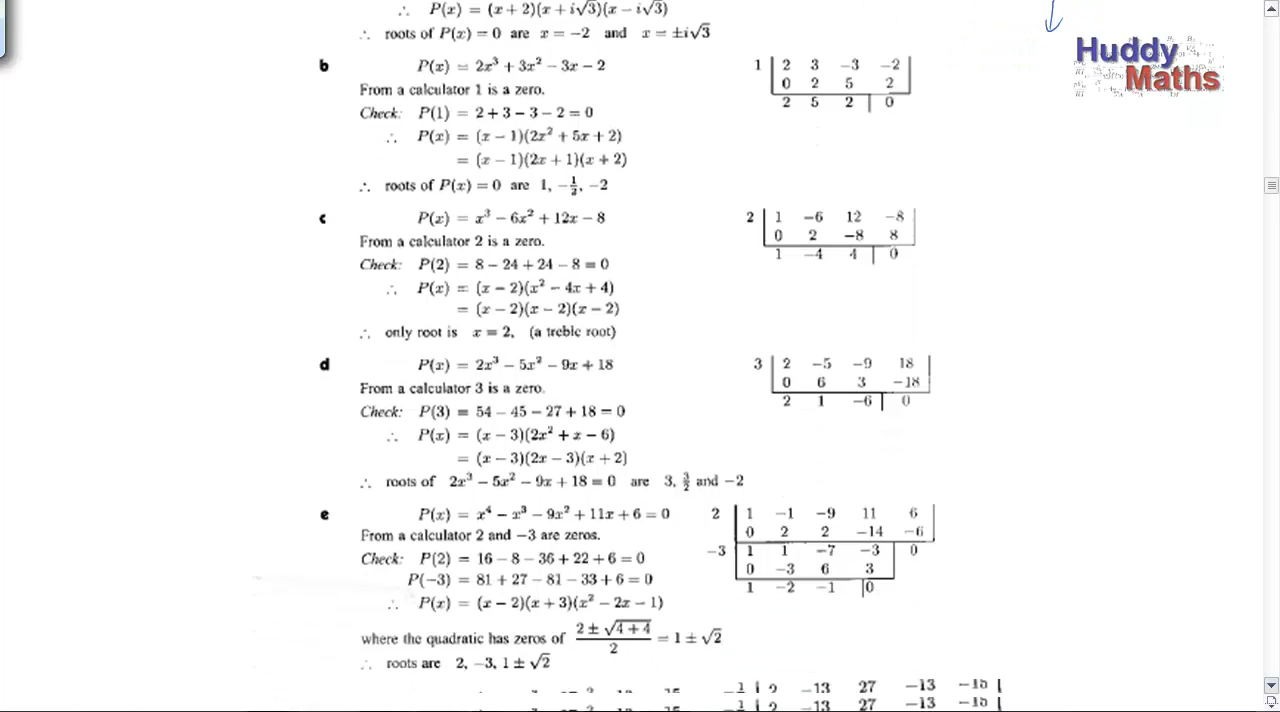 ∴ P(x) = (x + 2)(x + i√3)(x − i√3)
∴ roots of P(x) = 0 are x = −2 and x = ±i√3
Huddy
Maths
b P(x) = 2x³ + 3x² − 3x − 2
1 | 2 3 −3 −2
From a calculator 1 is a zero.
0 2 5 2
Check: P(1) = 2 + 3 − 3 − 2 = 0
2 5 2 | 0
∴ P(x) = (x − 1)(2x² + 5x + 2)
= (x − 1)(2x + 1)(x + 2)
∴ roots of P(x) = 0 are 1, −½, −2
c P(x) = x³ − 6x² + 12x − 8
2 | 1 −6 12 −8
From a calculator 2 is a zero.
0 2 −8 8
Check: P(2) = 8 − 24 + 24 − 8 = 0
1 −4 4 | 0
∴ P(x) = (x − 2)(x² − 4x + 4)
= (x − 2)(x − 2)(x − 2)
∴ only root is x = 2, (a treble root)
d P(x) = 2x³ − 5x² − 9x + 18
3 | 2 −5 −9 18
From a calculator 3 is a zero.
0 6 3 −18
Check: P(3) = 54 − 45 − 27 + 18 = 0
2 1 −6 | 0
∴ P(x) = (x − 3)(2x² + x − 6)
= (x − 3)(2x − 3)(x + 2)
∴ roots of 2x³ − 5x² − 9x + 18 = 0 are 3, 3/2 and −2
e P(x) = x⁴ − x³ − 9x² + 11x + 6 = 0
2 | 1 −1 −9 11 6
From a calculator 2 and −3 are zeros.
0 2 2 −14 −6
Check: P(2) = 16 − 8 − 36 + 22 + 6 = 0
−3 | 1 1 −7 −3 0
P(−3) = 81 + 27 − 81 − 33 + 6 = 0
0 −3 6 3
∴ P(x) = (x − 2)(x + 3)(x² − 2x − 1)
1 −2 −1 | 0
where the quadratic has zeros of (2 ± √(4 + 4))/2 = 1 ± √2
∴ roots are 2, −3, 1 ± √2
2 −13 27 −13
2 −13 27 −13